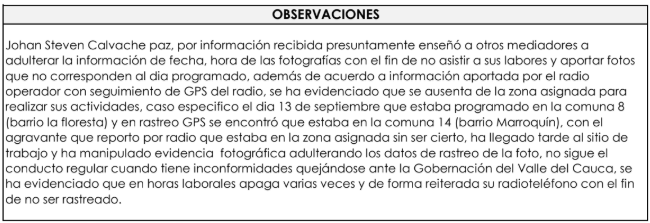 OBSERVACIONES
Johan Steven Calvache paz, por información recibida presuntamente enseñó a otros mediadores a
adulterar la información de fecha, hora de las fotografías con el fin de no asistir a sus labores y aportar fotos
que no corresponden al dia programado, además de acuerdo a información aportada por el radio
operador con seguimiento de GPS del radio, se ha evidenciado que se ausenta de la zona asignada para
realizar sus actividades, caso especifico el dia 13 de septiembre que estaba programado en la comuna 8
(barrio la floresta) y en rastreo GPS se encontró que estaba en la comuna 14 (barrio Marroquín), con el
agravante que reporto por radio que estaba en la zona asignada sin ser cierto, ha llegado tarde al sitio de
trabajo y ha manipulado evidencia fotográfica adulterando los datos de rastreo de la foto, no sigue el
conducto regular cuando tiene inconformidades quejándose ante la Gobernación del Valle del Cauca, se
ha evidenciado que en horas laborales apaga varias veces y de forma reiterada su radioteléfono con el fin
de no ser rastreado.